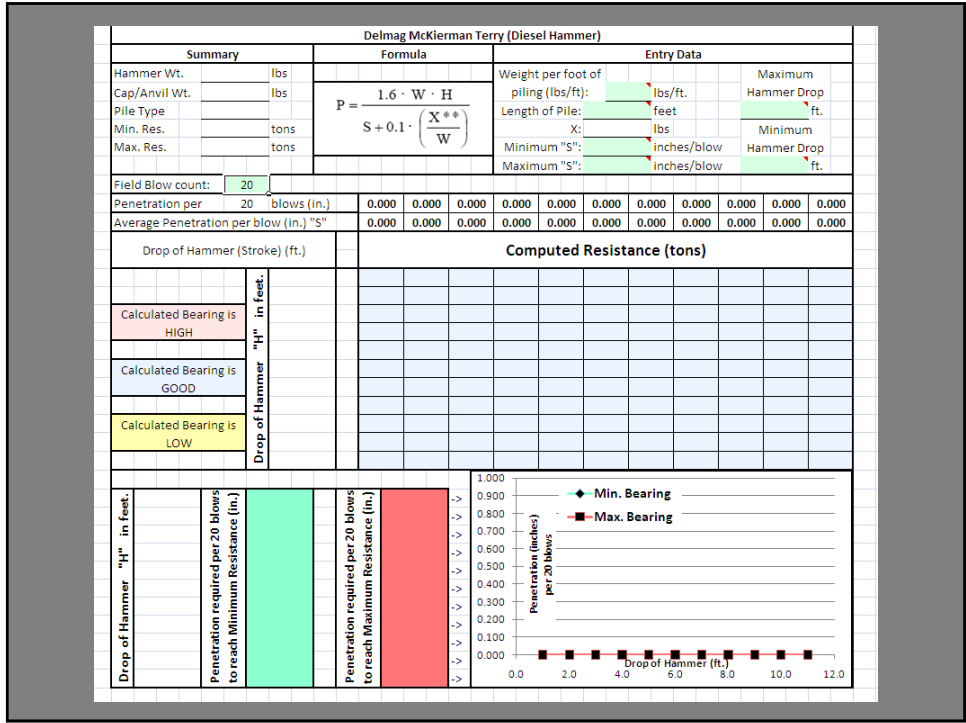 Delmag McKierman Terry (Diesel Hammer)
Summary
Formula
Entry Data
Hammer Wt. lbs
Cap/Anvil Wt. lbs
Pile Type
Min. Res. tons
Max. Res. tons
P = 1.6 · W · H / S + 0.1 · (X** / W)
Weight per foot of
piling (lbs/ft): lbs/ft.
Length of Pile: feet
X: lbs
Minimum "S": inches/blow
Maximum "S": inches/blow
Maximum
Hammer Drop
ft.
Minimum
Hammer Drop
ft.
Field Blow count: 20
Penetration per 20 blows (in.) 0.000 0.000 0.000 0.000 0.000 0.000 0.000 0.000 0.000 0.000 0.000
Average Penetration per blow (in.) "S" 0.000 0.000 0.000 0.000 0.000 0.000 0.000 0.000 0.000 0.000 0.000
Drop of Hammer (Stroke) (ft.)
Computed Resistance (tons)
Calculated Bearing is
HIGH
Calculated Bearing is
GOOD
Calculated Bearing is
LOW
Drop of Hammer "H" in feet.
Drop of Hammer "H" in feet.
Penetration required per 20 blows
to reach Minimum Resistance (in.)
Penetration required per 20 blows
to reach Maximum Resistance (in.)
->
->
->
->
->
->
->
->
->
->
->
1.000
0.900
0.800
0.700
0.600
0.500
0.400
0.300
0.200
0.100
0.000
Min. Bearing
Max. Bearing
Penetration (inches)
per 20 blows
Drop of Hammer (ft.)
0.0 2.0 4.0 6.0 8.0 10.0 12.0